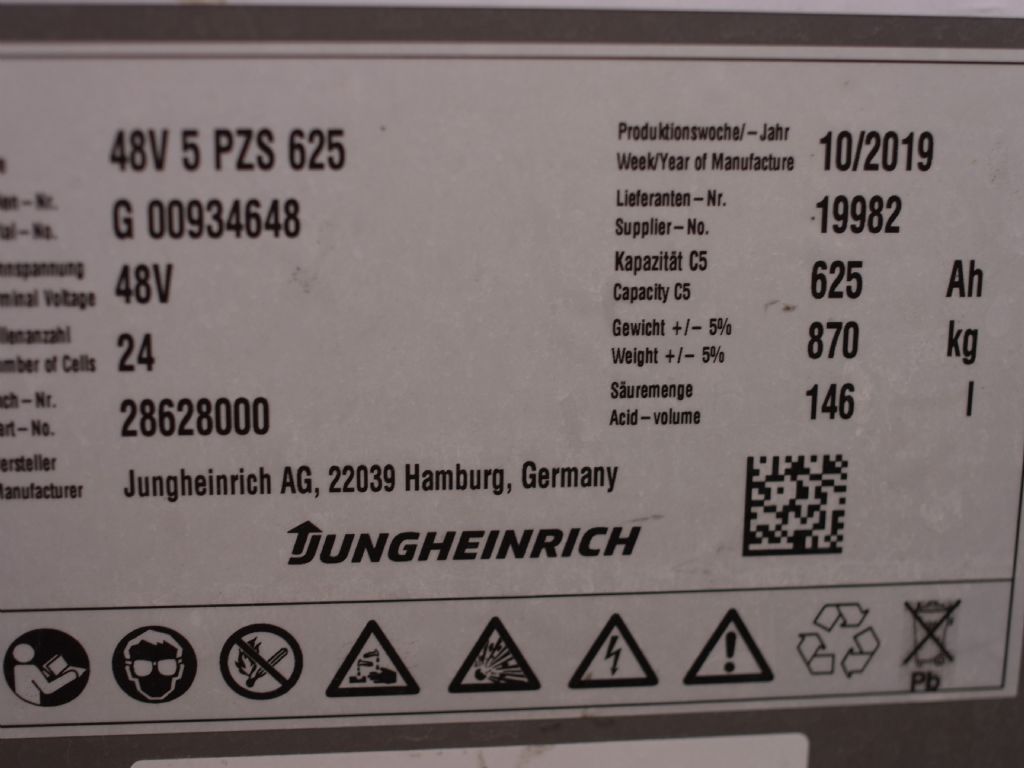 48V 5 PZS 625
G 00934648
48V
24
28628000
Jungheinrich AG, 22039 Hamburg, Germany
JUNGHEINRICH
Produktionswoche/–Jahr
Week/Year of Manufacture 10/2019
Lieferanten–Nr.
Supplier–No. 19982
Kapazität C5
Capacity C5 625 Ah
Gewicht +/– 5%
Weight +/– 5% 870 kg
Säuremenge
Acid–volume 146 l
Pb